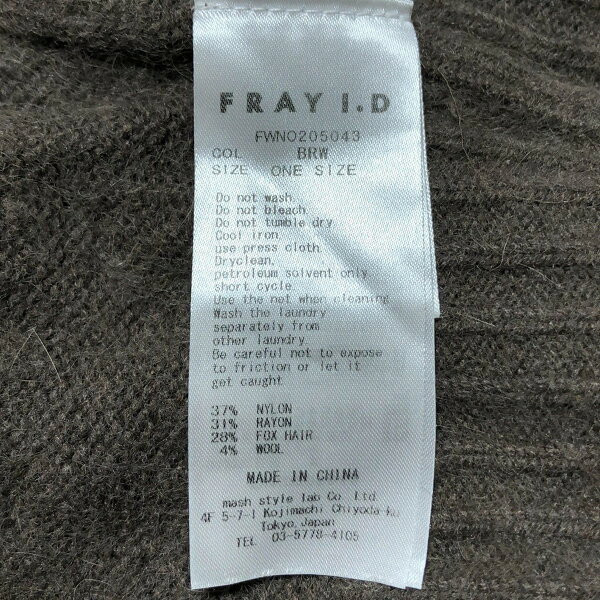 FRAY I.D
FWNO205043
COL BRW
SIZE ONE SIZE
Do not wash.
Do not bleach.
Do not tumble dry.
Cool iron.
use press cloth.
Dryclean.
petroleum solvent only
short cycle.
Use the net when cleaning.
Wash the laundry
separately from
other laundry.
Be careful not to expose
to friction or let it
get caught
37% NYLON
31% RAYON
28% FOX HAIR
4% WOOL
MADE IN CHINA
mash style lab Co. Ltd
4F 5-7-1 Kojimachi Chiyoda-ku
Tokyo, Japan
TEL 03-5778-4105